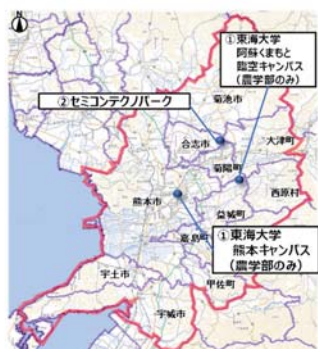 N
①東海大学
阿蘇くまもと
臨空キャンパス
(農学部のみ)
菊池市
②セミコンテクノパーク
合志市
大津町
菊陽町
西原村
熊本市
益城町
嘉島町
①東海大学
熊本キャンパス
(農学部のみ)
宇土市
甲佐町
宇城市